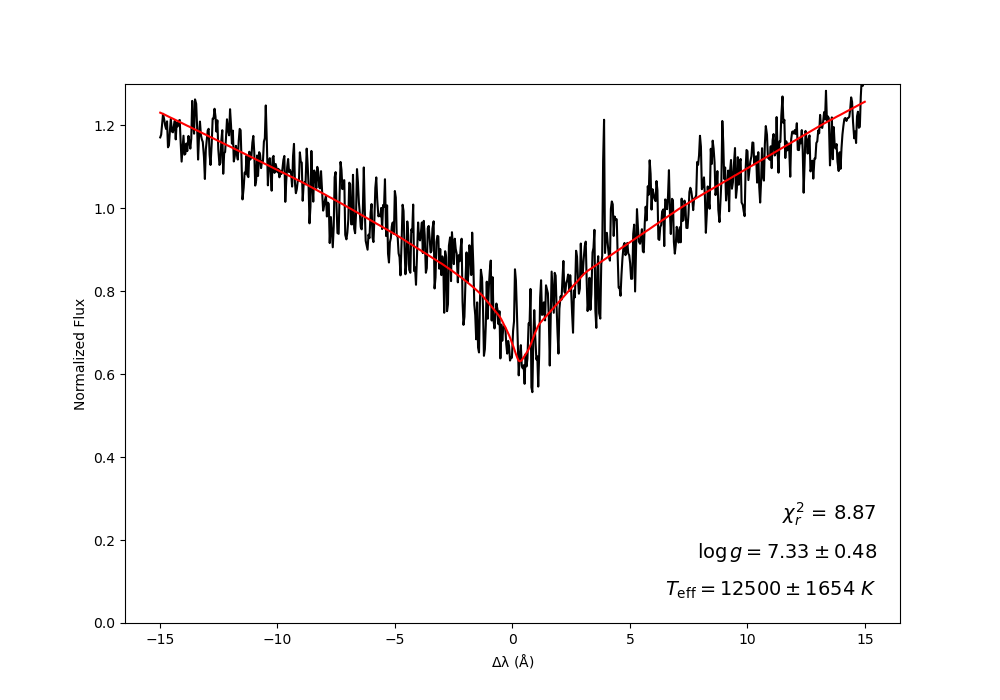 Normalized Flux
1.2
1.0
0.8
0.6
0.4
0.2
0.0
χ²ᵣ = 8.87
log g = 7.33 ± 0.48
T_eff = 12500 ± 1654 K
−15 −10 −5 0 5 10 15
Δλ (Å)